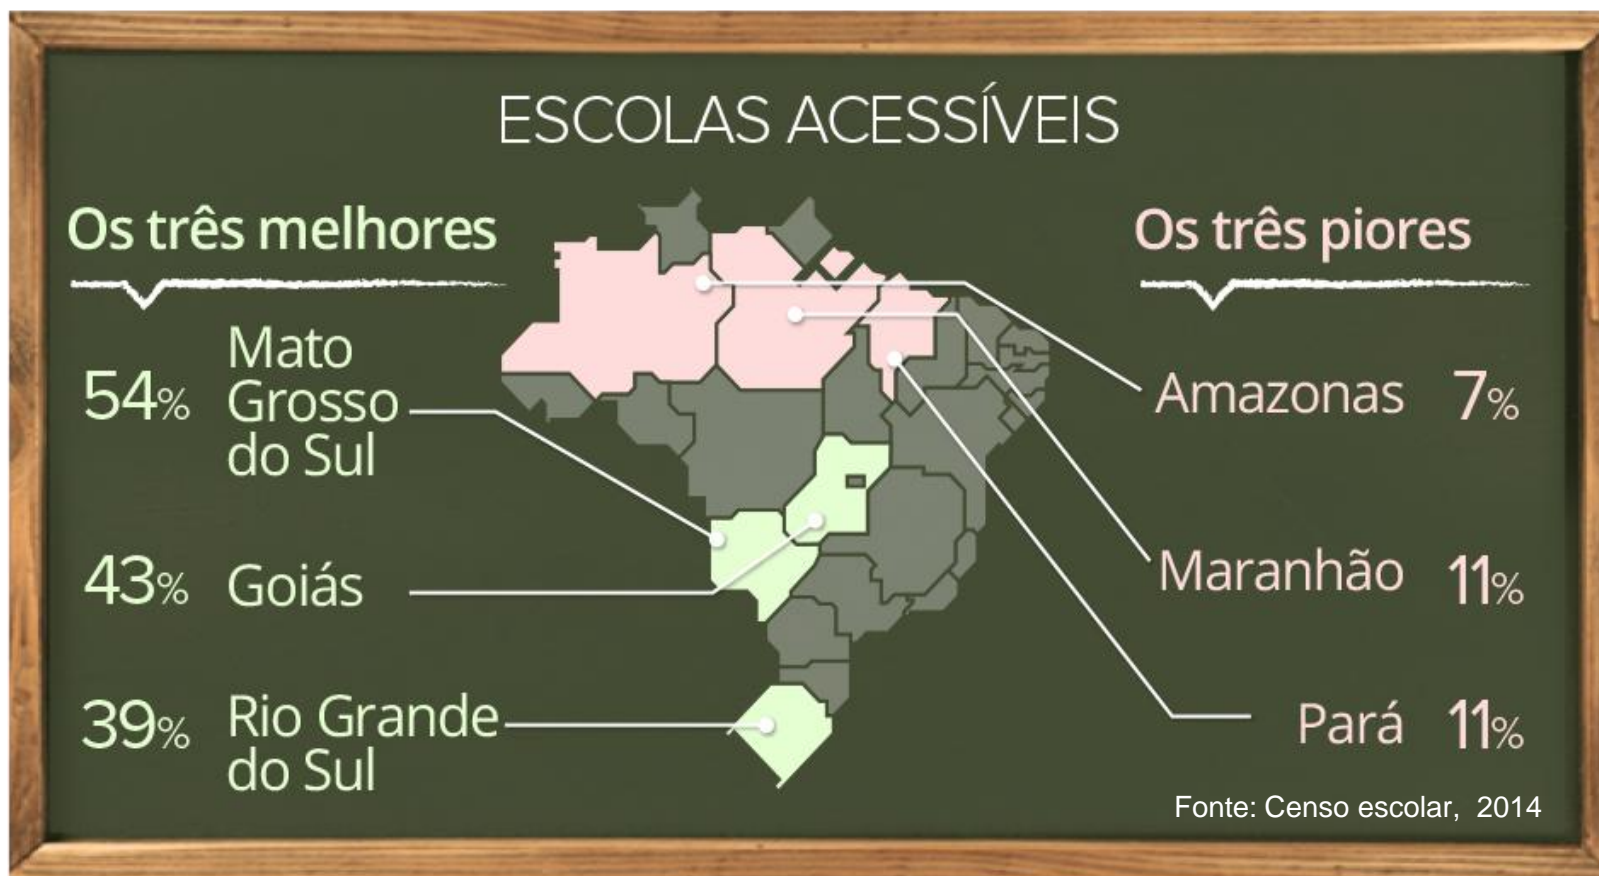 ESCOLAS ACESSÍVEIS
Os três melhores
54% Mato
Grosso
do Sul
43% Goiás
39% Rio Grande
do Sul
Os três piores
Amazonas 7%
Maranhão 11%
Pará 11%
Fonte: Censo escolar, 2014